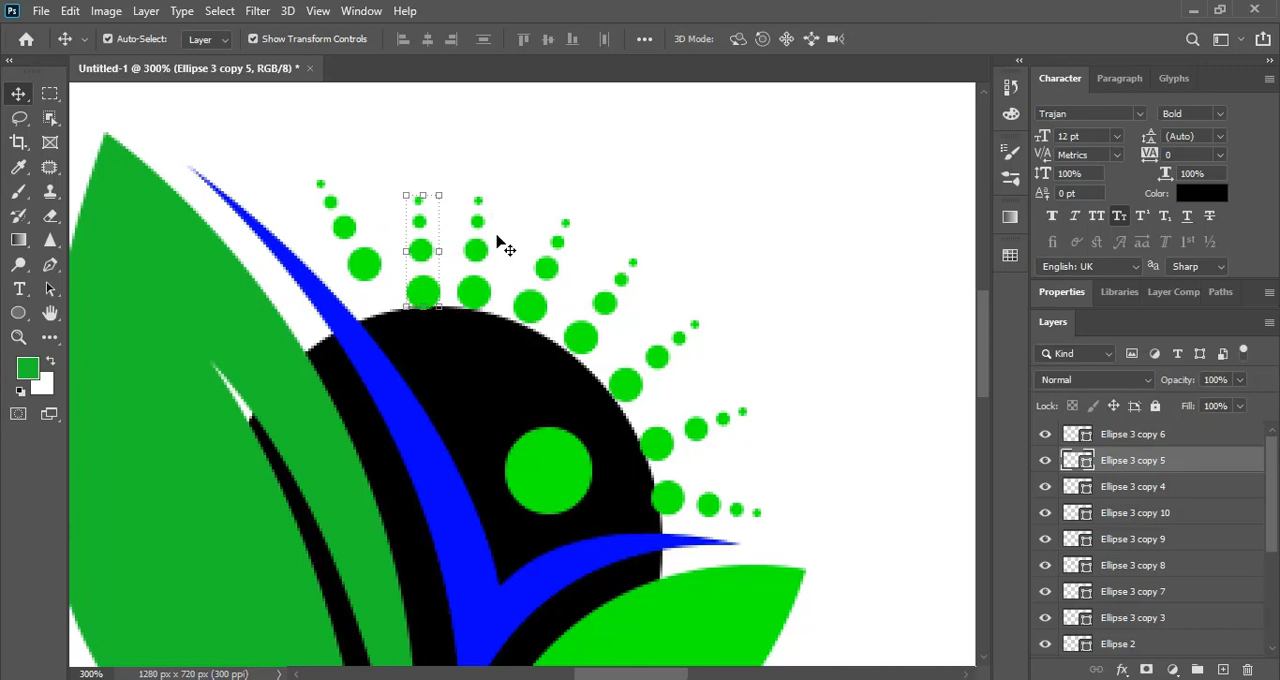 Ps File Edit Image Layer Type Select Filter 3D View Window Help
Auto-Select: Layer Show Transform Controls 3D Mode:
Untitled-1 @ 300% (Ellipse 3 copy 5, RGB/8) *
Character Paragraph Glyphs
Trajan Bold
12 pt (Auto)
Metrics 0
100% 100%
0 pt Color:
English: UK Sharp
Properties Libraries Layer Comp Paths
Layers
Kind
Normal Opacity: 100%
Lock: Fill: 100%
Ellipse 3 copy 6
Ellipse 3 copy 5
Ellipse 3 copy 4
Ellipse 3 copy 10
Ellipse 3 copy 9
Ellipse 3 copy 8
Ellipse 3 copy 7
Ellipse 3 copy 3
Ellipse 2
300% 1280 px x 720 px (300 ppi)